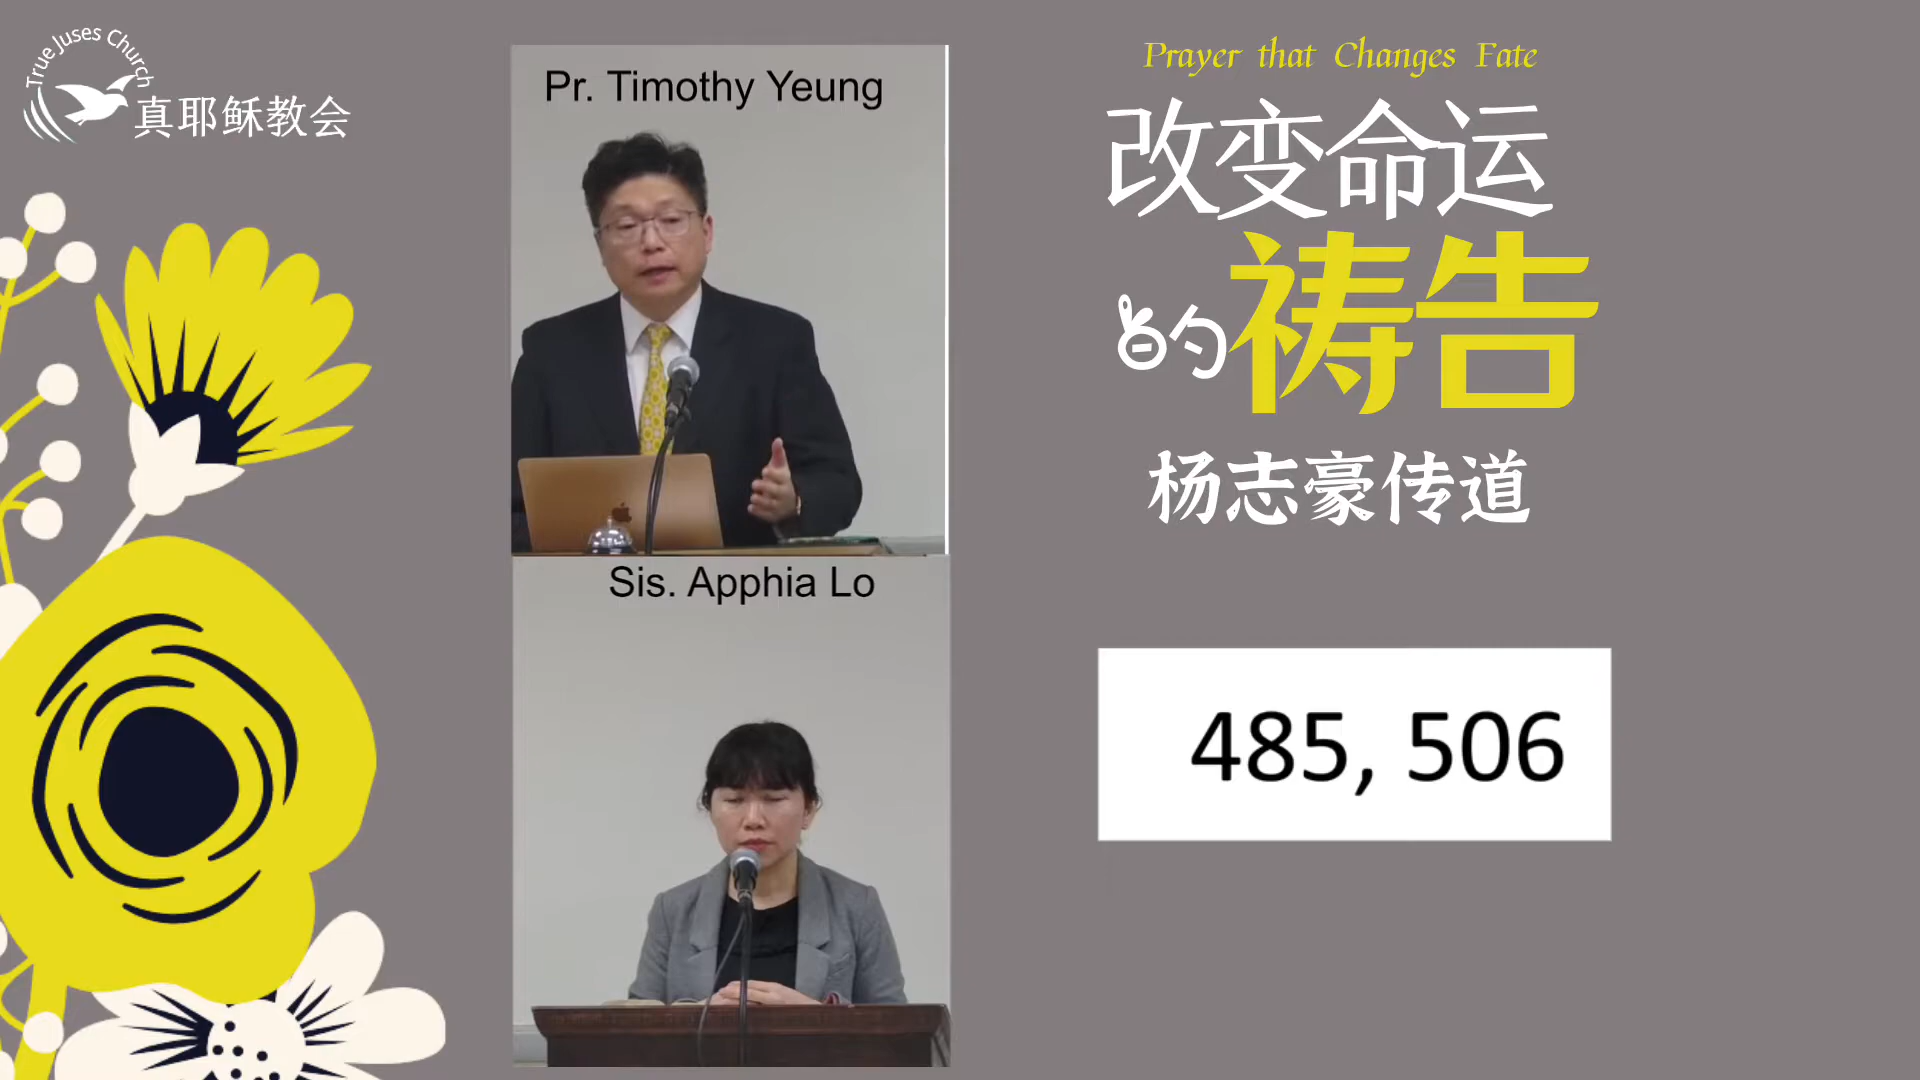 True Juses Church
真耶稣教会
Pr. Timothy Yeung
Sis. Apphia Lo
Prayer that Changes Fate
改变命运
的祷告
杨志豪传道
485, 506